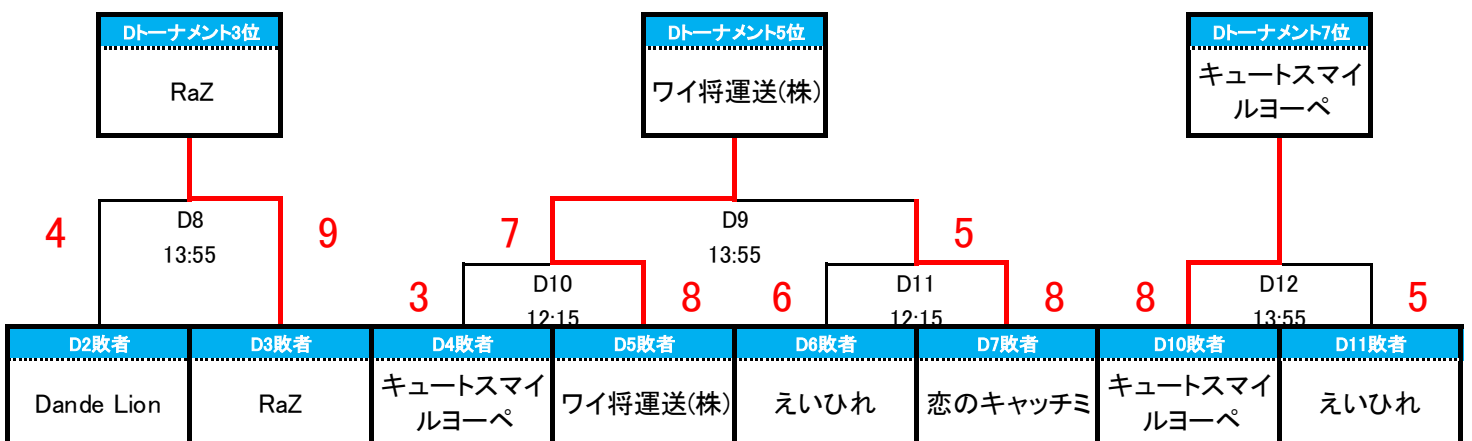 Dトーナメント3位
Dトーナメント5位
Dトーナメント7位
RaZ
ワイ将運送(株)
キュートスマイ
ルヨーペ
4
D8
13:55
9
7
D9
13:55
5
3
D10
12:15
8
6
D11
12:15
8
8
D12
13:55
5
D2敗者
D3敗者
D4敗者
D5敗者
D6敗者
D7敗者
D10敗者
D11敗者
Dande Lion
RaZ
キュートスマイ
ルヨーペ
ワイ将運送(株)
えいひれ
恋のキャッチミ
キュートスマイ
ルヨーペ
えいひれ